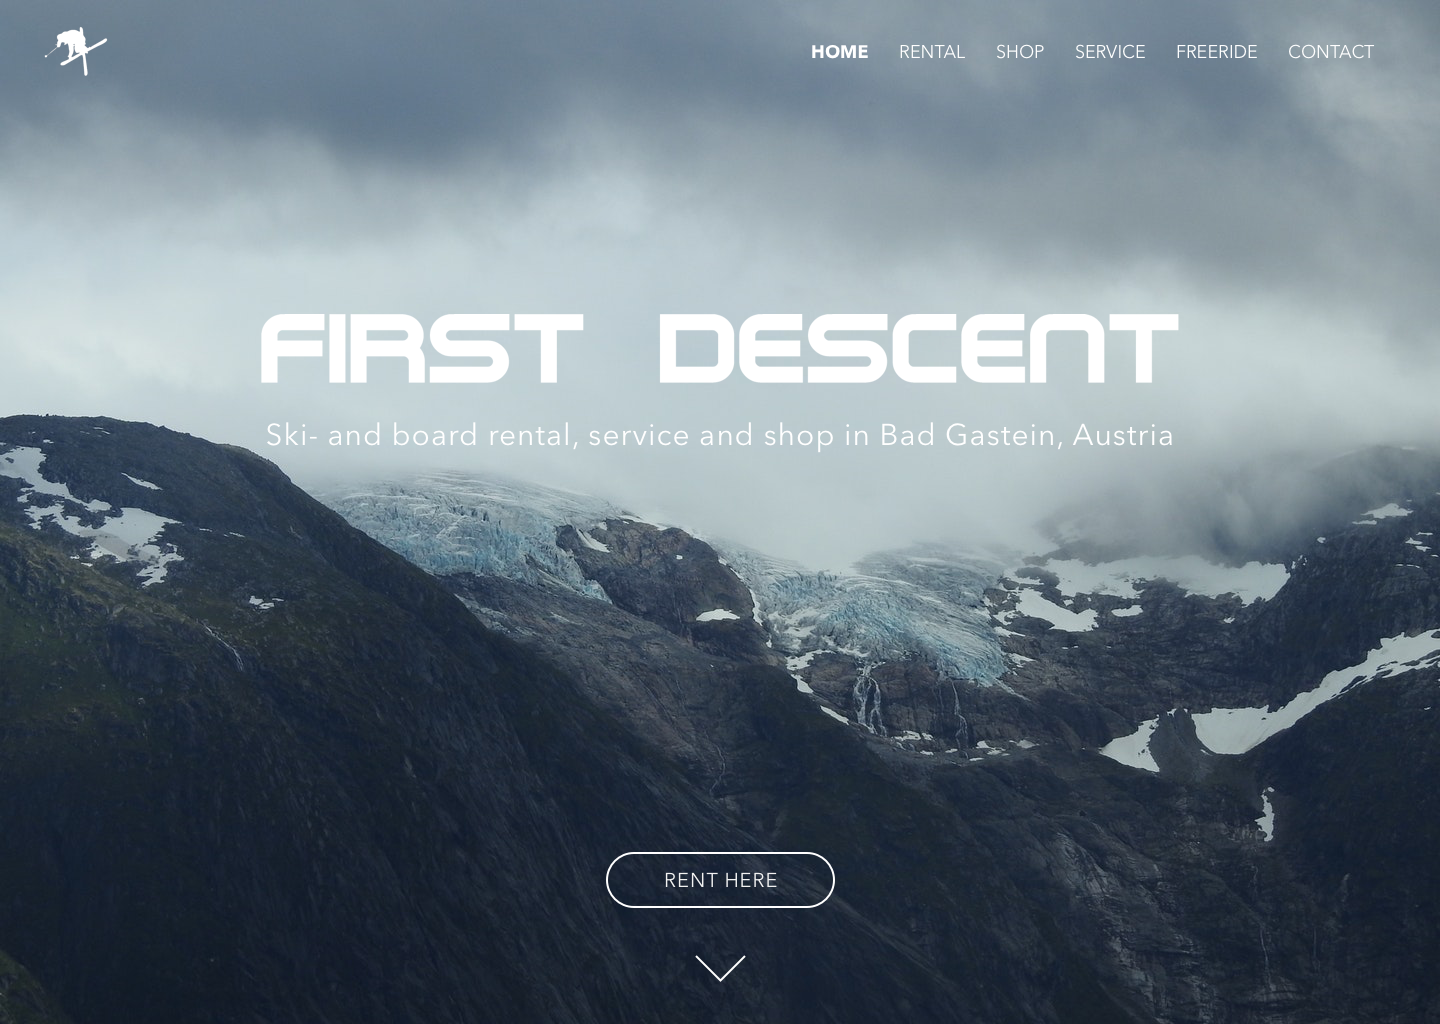 HOME RENTAL SHOP SERVICE FREERIDE CONTACT
FIRST DESCENT
Ski- and board rental, service and shop in Bad Gastein, Austria
RENT HERE